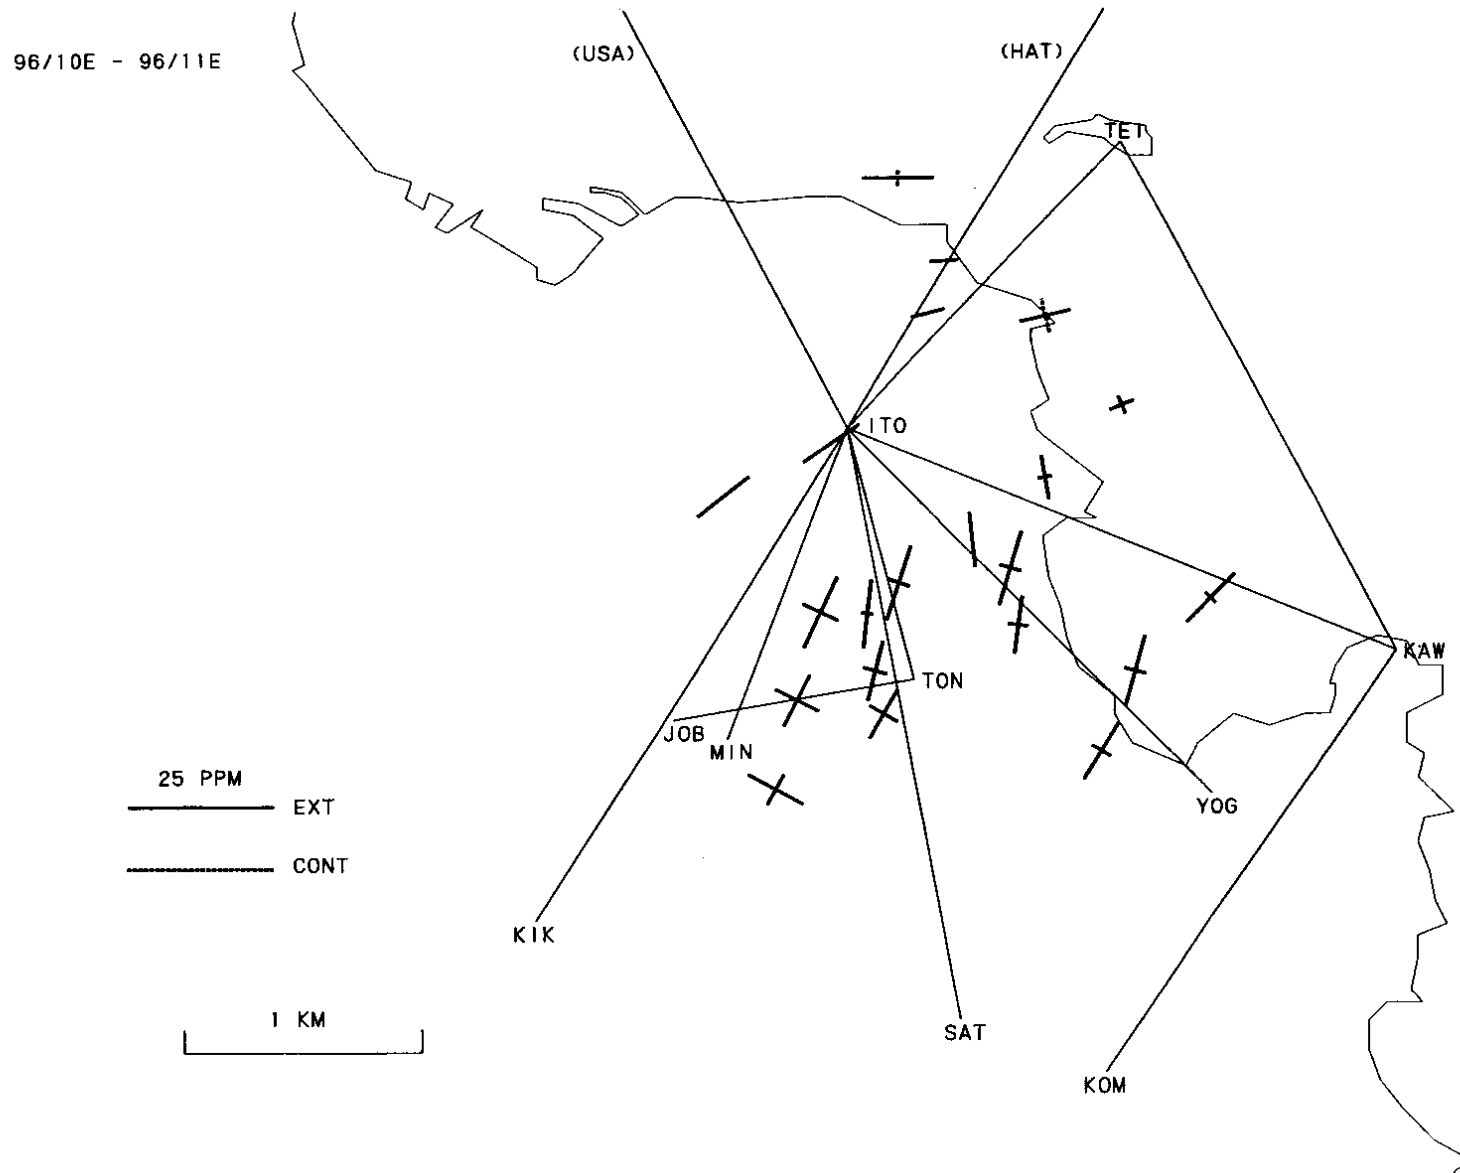 96/10E - 96/11E
(USA)
(HAT)
TET
ITO
KAW
TON
JOB
MIN
YOG
25 PPM
EXT
CONT
KIK
1 KM
SAT
KOM